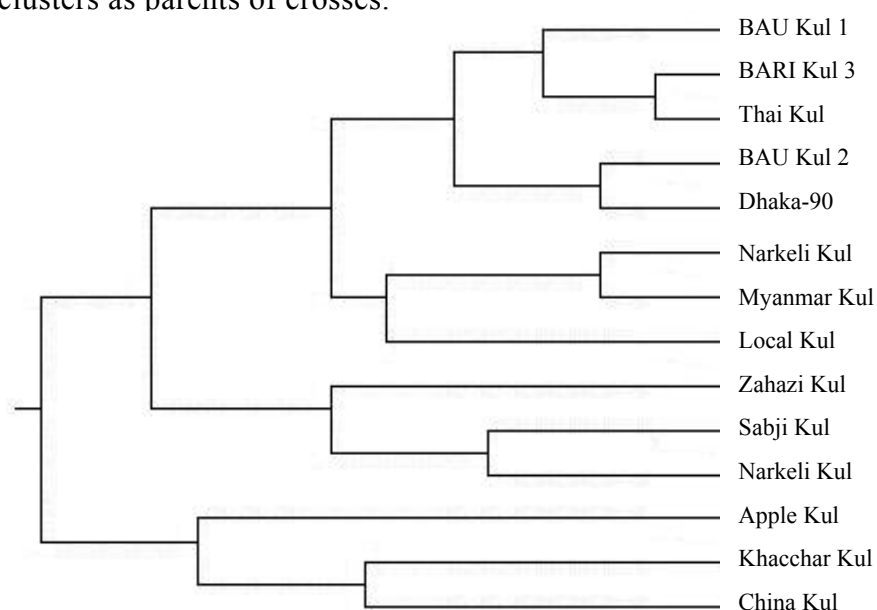 clusters as parents of crosses.
BAU Kul 1
BARI Kul 3
Thai Kul
BAU Kul 2
Dhaka-90
Narkeli Kul
Myanmar Kul
Local Kul
Zahazi Kul
Sabji Kul
Narkeli Kul
Apple Kul
Khacchar Kul
China Kul